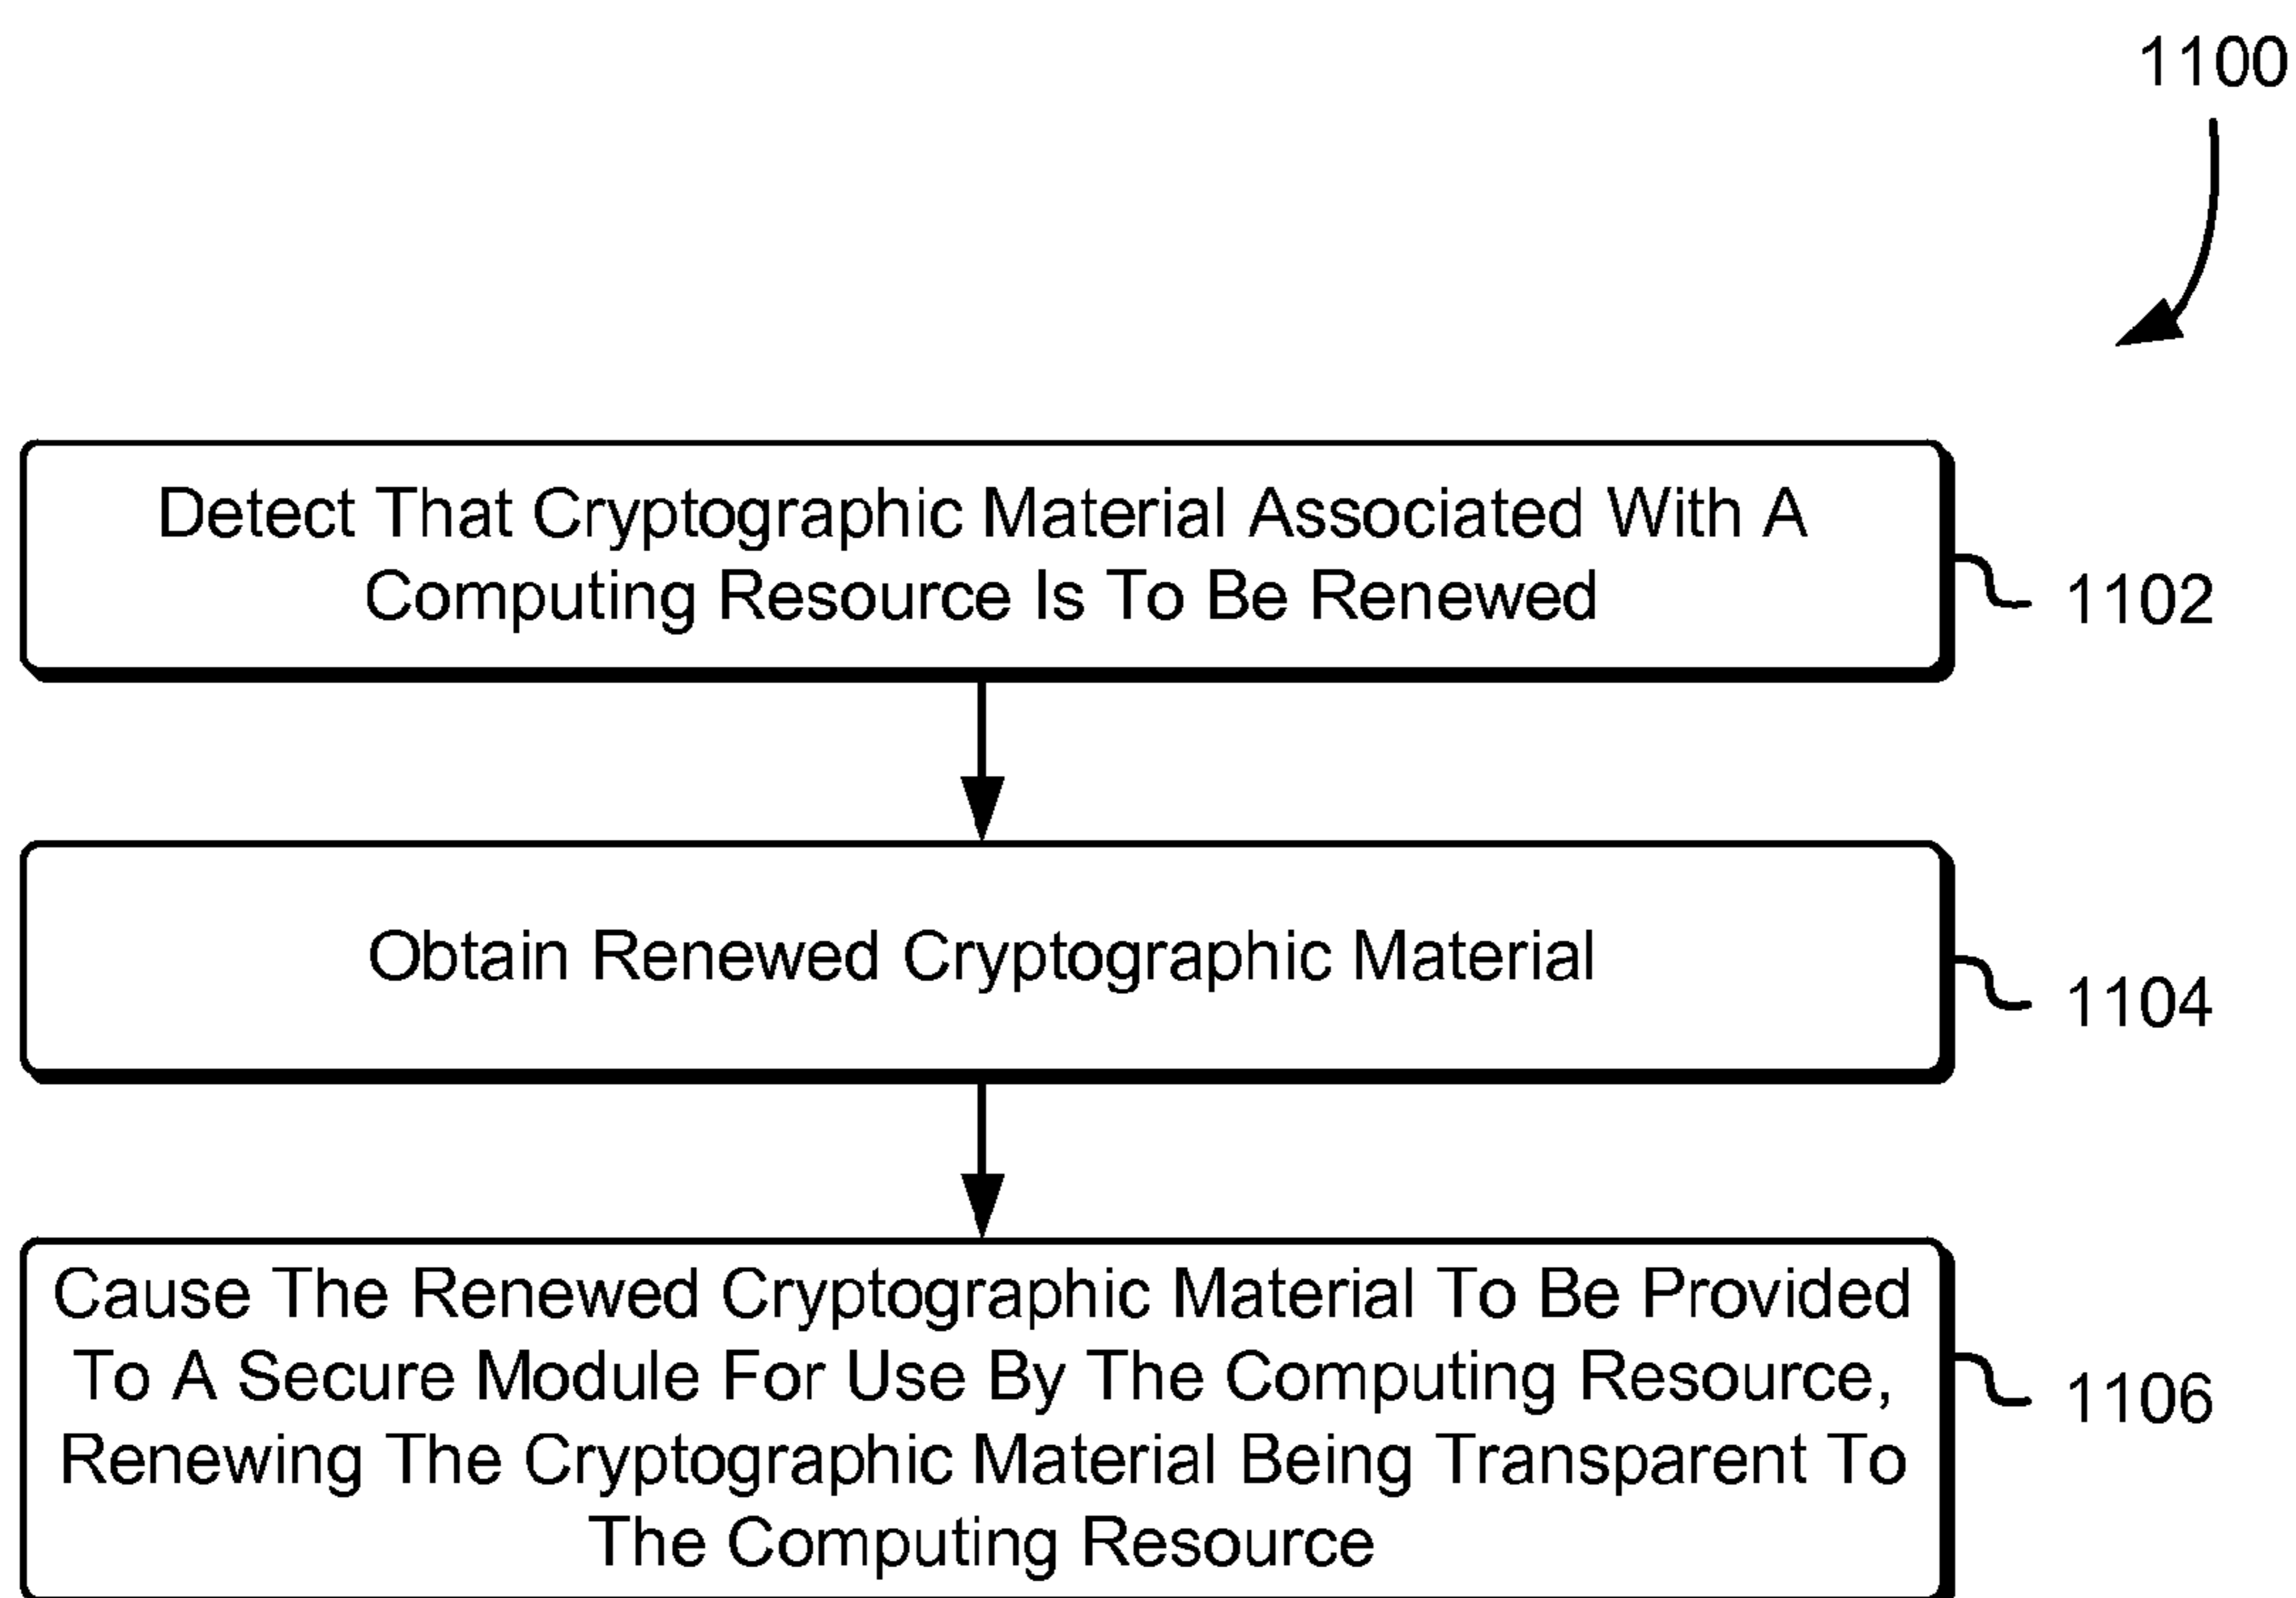 1100
Detect That Cryptographic Material Associated With A
Computing Resource Is To Be Renewed
1102
Obtain Renewed Cryptographic Material
1104
Cause The Renewed Cryptographic Material To Be Provided
To A Secure Module For Use By The Computing Resource,
Renewing The Cryptographic Material Being Transparent To
The Computing Resource
1106